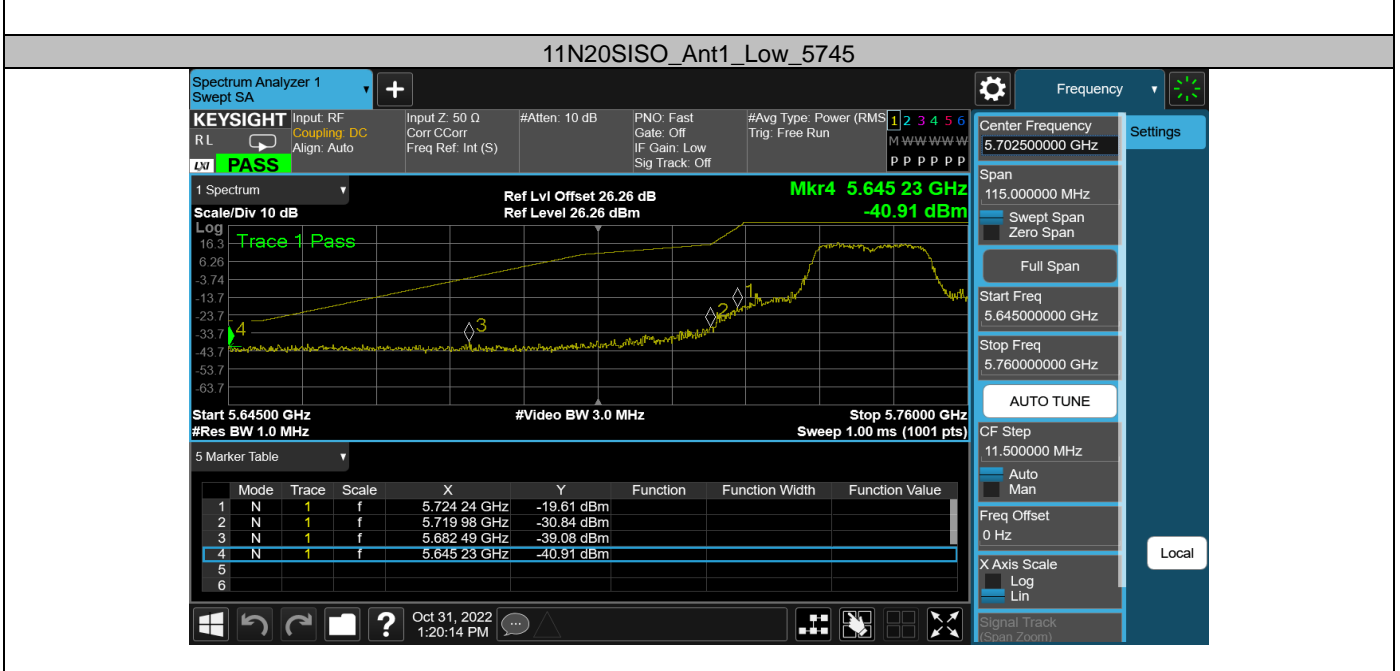 11N20SISO_Ant1_Low_5745
Spectrum Analyzer 1
Swept SA
Frequency
KEYSIGHT
RL
LXI
PASS
Input: RF
Coupling: DC
Align: Auto
Input Z: 50 Ω
Corr CCorr
Freq Ref: Int (S)
#Atten: 10 dB
PNO: Fast
Gate: Off
IF Gain: Low
Sig Track: Off
#Avg Type: Power (RMS
Trig: Free Run
1 2 3 4 5 6
M W W W W W
P P P P P P
1 Spectrum
Scale/Div 10 dB
Ref Lvl Offset 26.26 dB
Ref Level 26.26 dBm
Mkr4 5.645 23 GHz
-40.91 dBm
Log
Trace 1 Pass
16.3
6.26
-3.74
-13.7
-23.7
-33.7
-43.7
-53.7
-63.7
1
2
3
4
Start 5.64500 GHz
#Video BW 3.0 MHz
Stop 5.76000 GHz
#Res BW 1.0 MHz
Sweep 1.00 ms (1001 pts)
5 Marker Table
Mode Trace Scale X Y Function Function Width Function Value
1 N 1 f 5.724 24 GHz -19.61 dBm
2 N 1 f 5.719 98 GHz -30.84 dBm
3 N 1 f 5.682 49 GHz -39.08 dBm
4 N 1 f 5.645 23 GHz -40.91 dBm
5
6
Oct 31, 2022
1:20:14 PM
Center Frequency
5.702500000 GHz
Settings
Span
115.000000 MHz
Swept Span
Zero Span
Full Span
Start Freq
5.645000000 GHz
Stop Freq
5.760000000 GHz
AUTO TUNE
CF Step
11.500000 MHz
Auto
Man
Freq Offset
0 Hz
X Axis Scale
Log
Lin
Local
Signal Track
(Span Zoom)